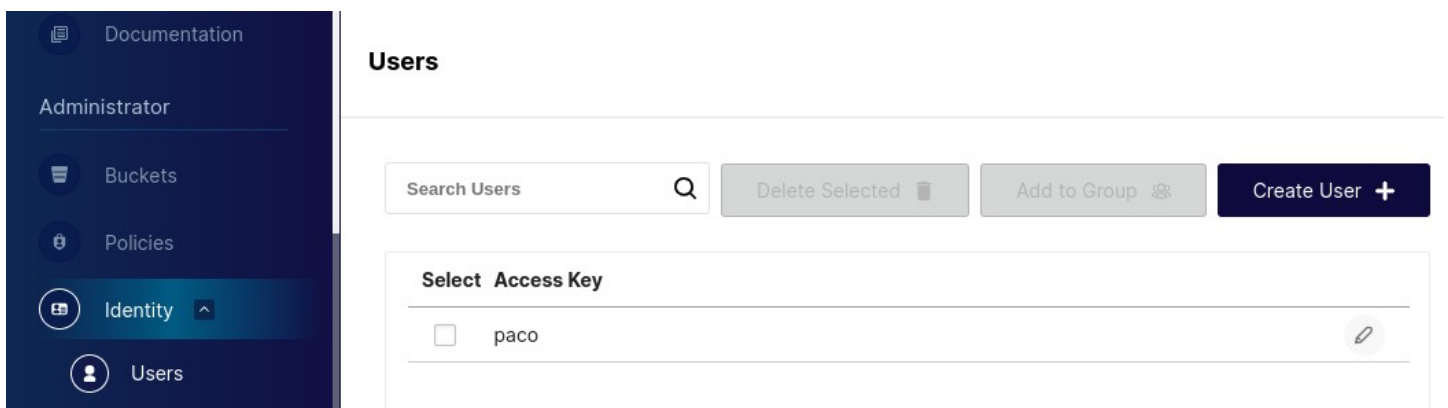 Documentation
Administrator
Buckets
Policies
Identity
Users
Users
Search Users
Delete Selected
Add to Group
Create User +
Select Access Key
paco